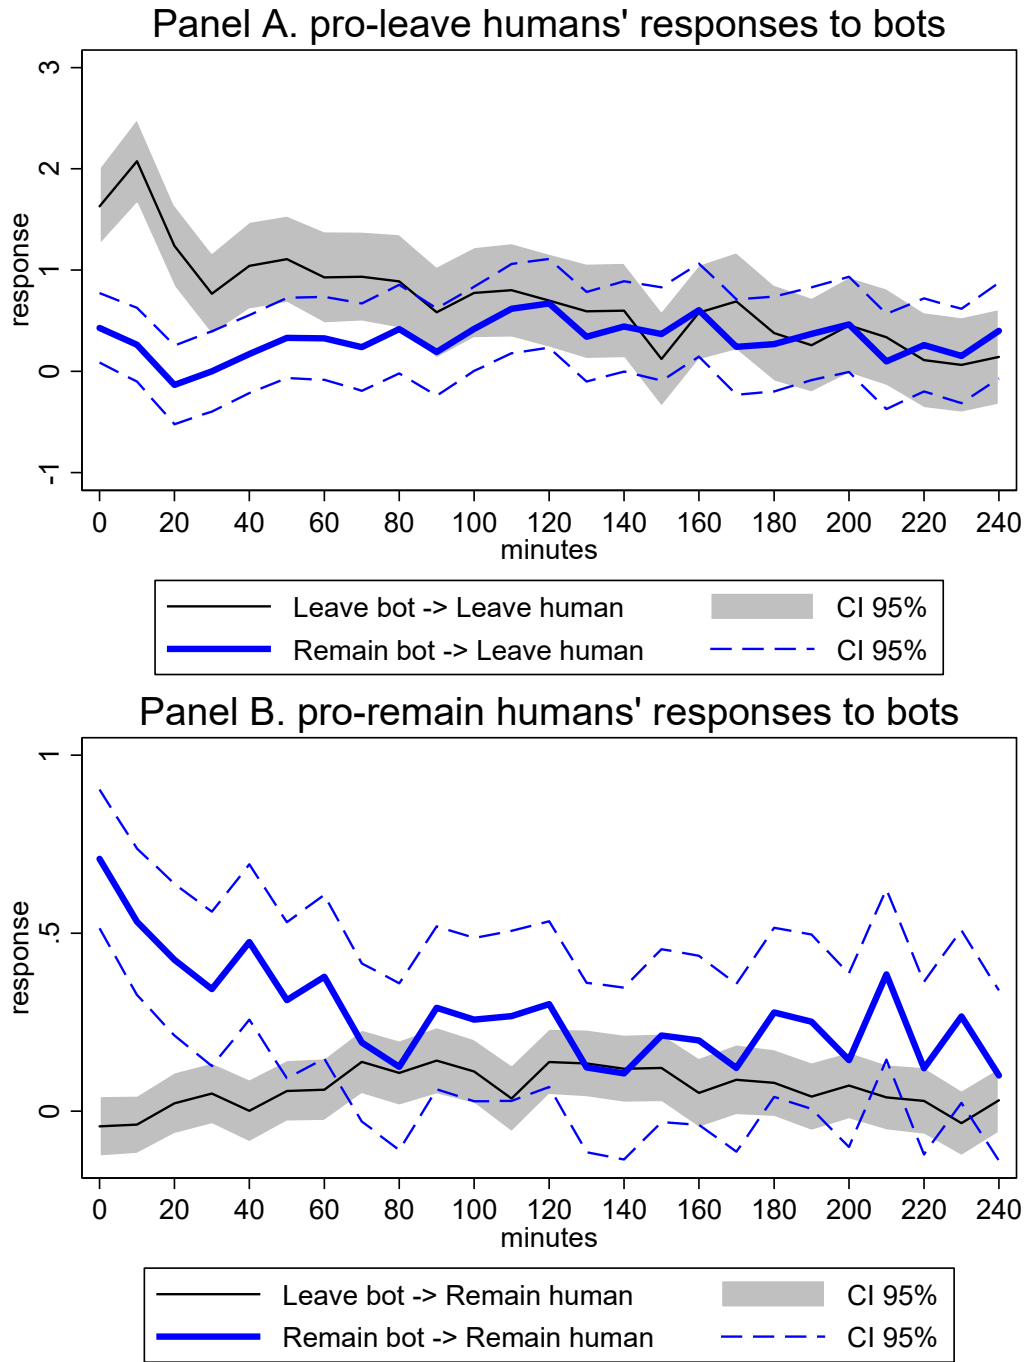 Panel A. pro-leave humans' responses to bots
3
2
1
0
-1
response
0 20 40 60 80 100 120 140 160 180 200 220 240
minutes
Leave bot -> Leave human CI 95%
Remain bot -> Leave human CI 95%
Panel B. pro-remain humans' responses to bots
1
.5
0
response
0 20 40 60 80 100 120 140 160 180 200 220 240
minutes
Leave bot -> Remain human CI 95%
Remain bot -> Remain human CI 95%